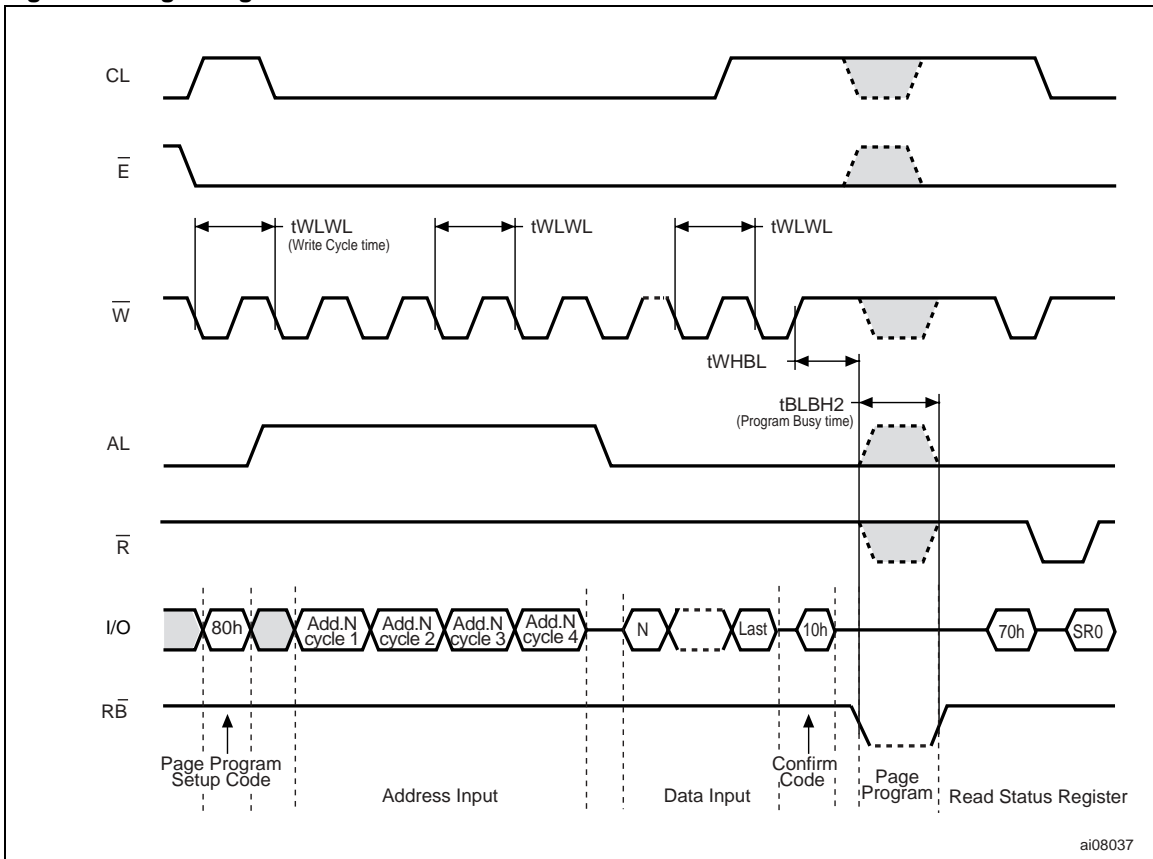 CL
E̅
tWLWL
(Write Cycle time)
tWLWL
tWLWL
W̅
tWHBL
tBLBH2
(Program Busy time)
AL
R̅
I/O
80h
Add.N
cycle 1
Add.N
cycle 2
Add.N
cycle 3
Add.N
cycle 4
N
Last
10h
70h
SR0
RB̅
Page Program
Setup Code
Address Input
Data Input
Confirm
Code
Page
Program
Read Status Register
ai08037